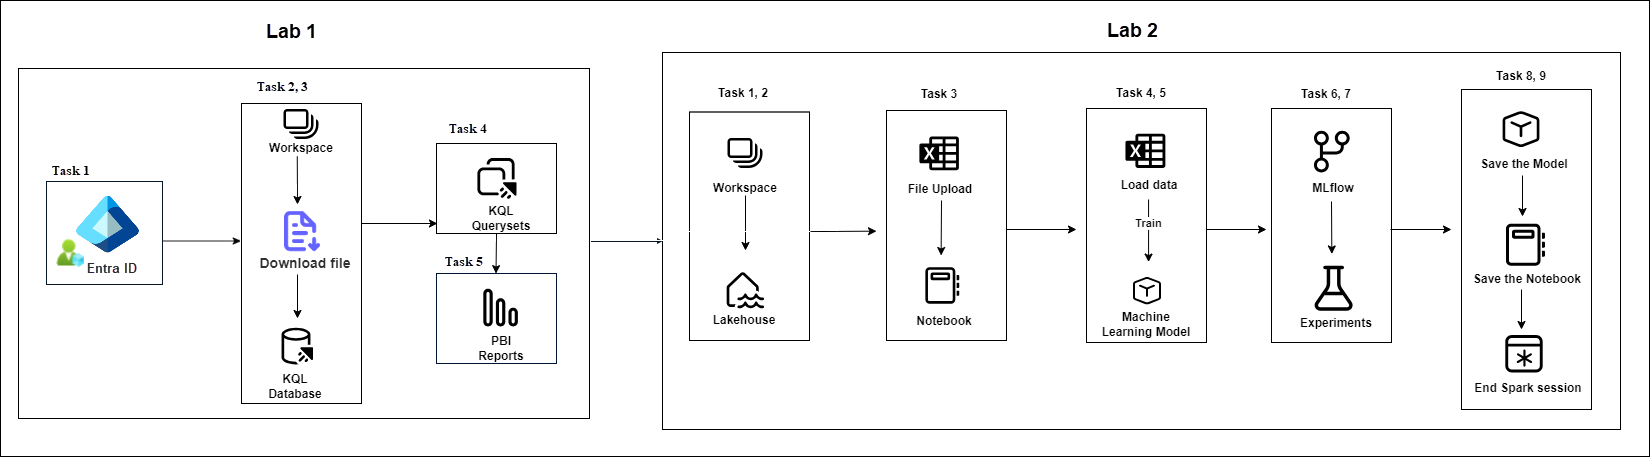 Lab 1
Task 1
Entra ID
Task 2, 3
Workspace
Download file
KQL
Database
Task 4
KQL
Querysets
Task 5
PBI
Reports
Lab 2
Task 1, 2
Workspace
Lakehouse
Task 3
File Upload
Notebook
Task 4, 5
Load data
Train
Machine
Learning Model
Task 6, 7
MLflow
Experiments
Task 8, 9
Save the Model
Save the Notebook
End Spark session